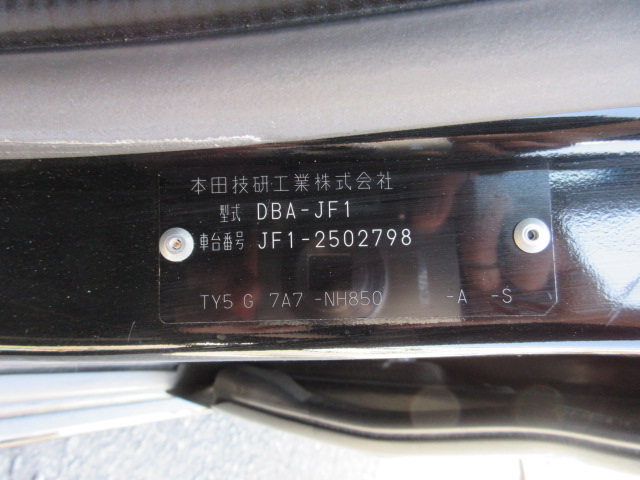 本田技研工業株式会社
型式 DBA-JF1
車台番号 JF1-2502798
TY5 G 7A7 -NH850 -A -S